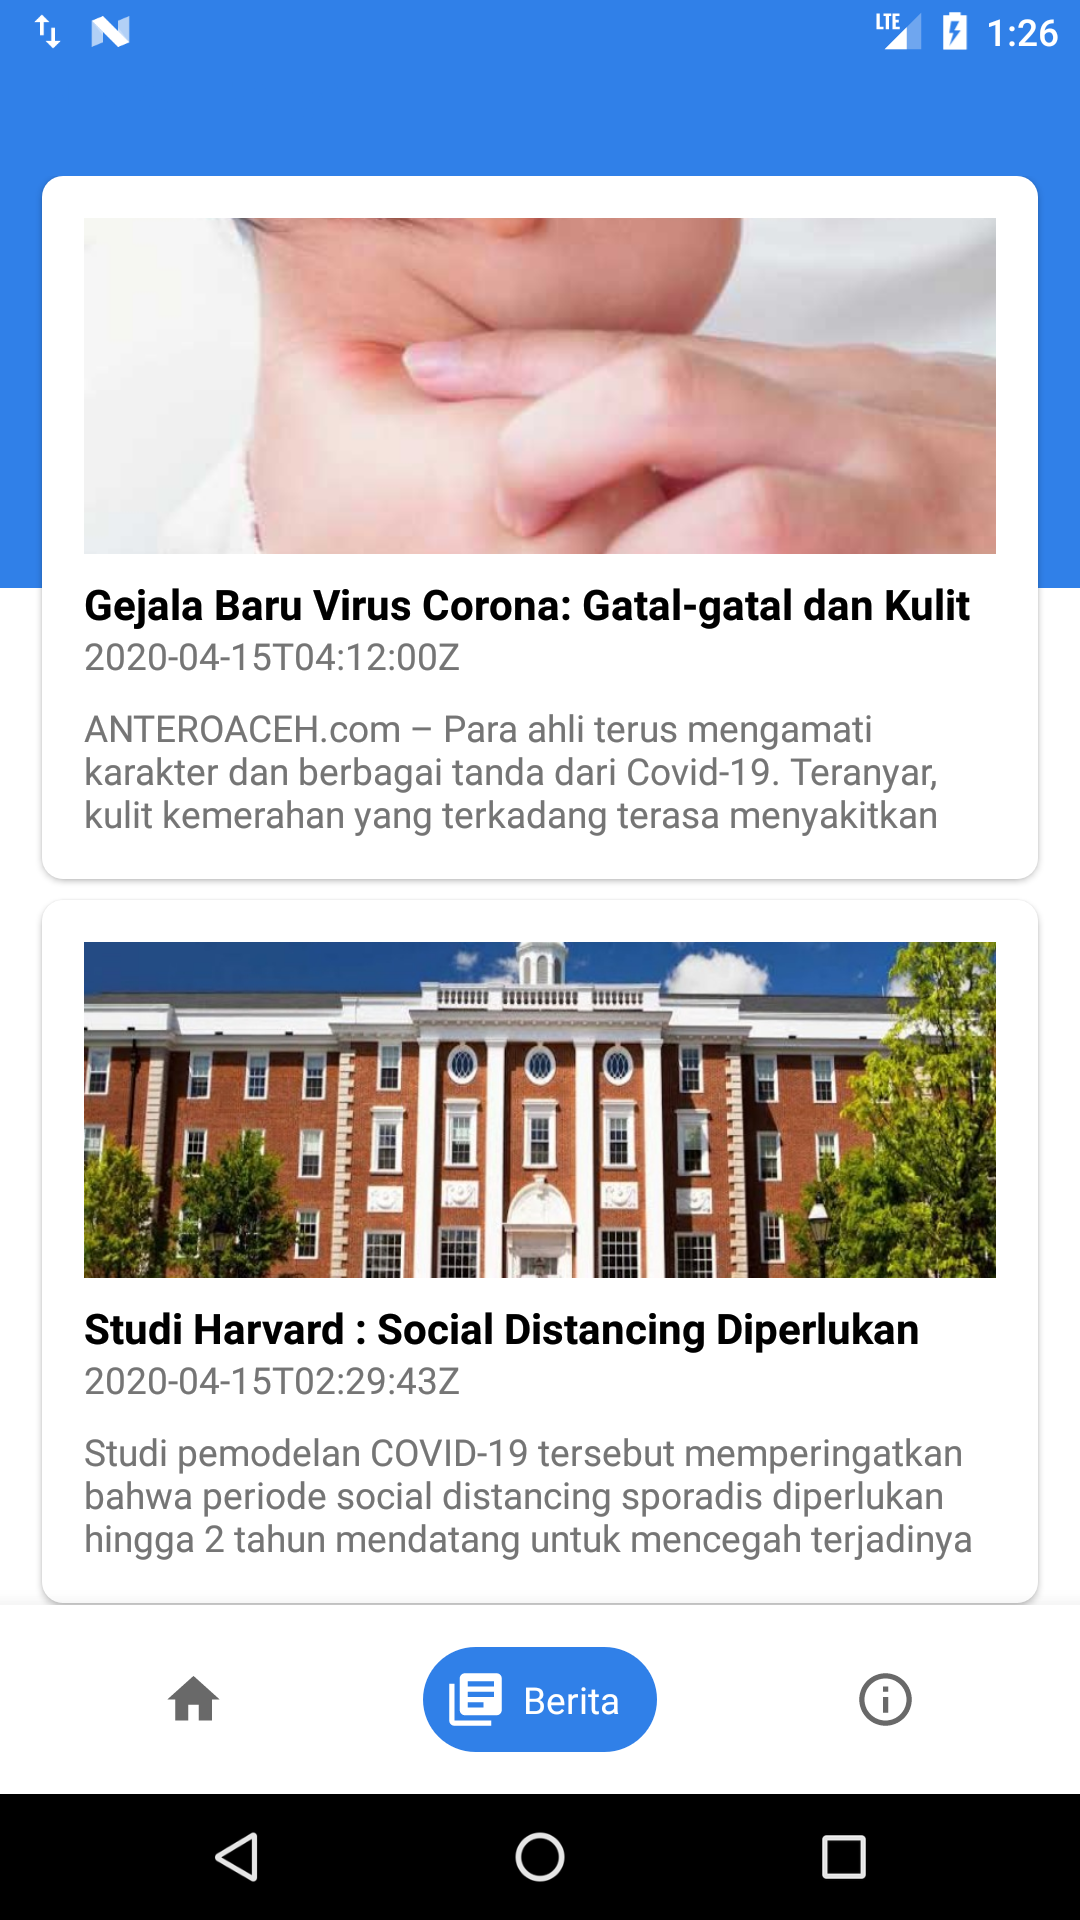 LTE 1:26
Gejala Baru Virus Corona: Gatal-gatal dan Kulit
2020-04-15T04:12:00Z
ANTEROACEH.com – Para ahli terus mengamati
karakter dan berbagai tanda dari Covid-19. Teranyar,
kulit kemerahan yang terkadang terasa menyakitkan
Studi Harvard : Social Distancing Diperlukan
2020-04-15T02:29:43Z
Studi pemodelan COVID-19 tersebut memperingatkan
bahwa periode social distancing sporadis diperlukan
hingga 2 tahun mendatang untuk mencegah terjadinya
Berita